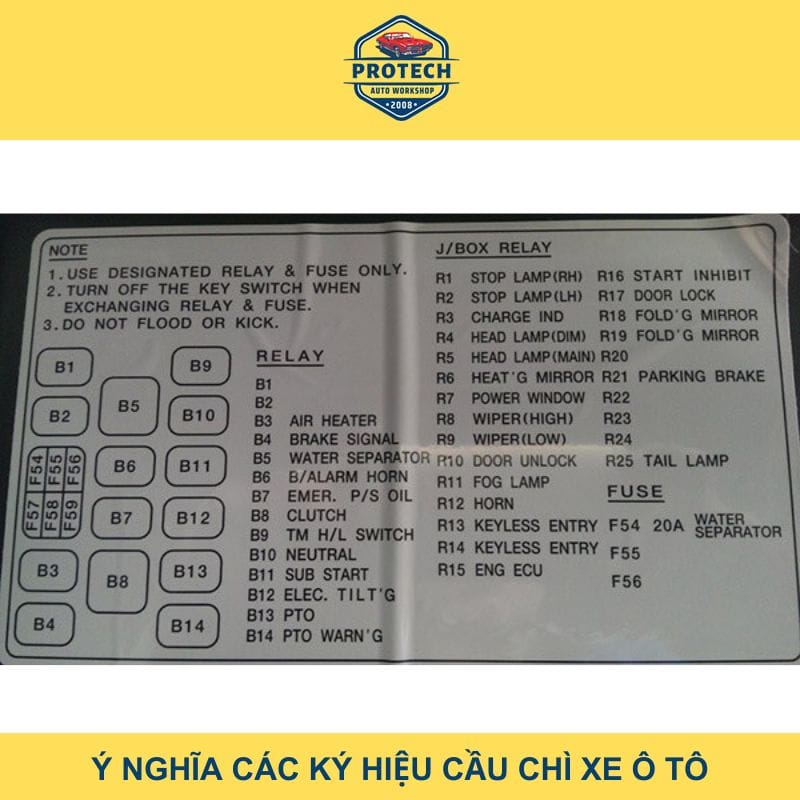 PROTECH
AUTO WORKSHOP
2008
NOTE
1. USE DESIGNATED RELAY & FUSE ONLY.
2. TURN OFF THE KEY SWITCH WHEN
EXCHANGING RELAY & FUSE.
3. DO NOT FLOOD OR KICK.
B1
B2
F54 F55 F56
F57 F58 F59
B3
B4
B5
B6
B7
B8
B9
B10
B11
B12
B13
B14
RELAY
B1
B2
B3 AIR HEATER
B4 BRAKE SIGNAL
B5 WATER SEPARATOR
B6 B/ALARM HORN
B7 EMER. P/S OIL
B8 CLUTCH
B9 TM H/L SWITCH
B10 NEUTRAL
B11 SUB START
B12 ELEC. TILT'G
B13 PTO
B14 PTO WARN'G
J/BOX RELAY
R1 STOP LAMP(RH)
R2 STOP LAMP(LH)
R3 CHARGE IND
R4 HEAD LAMP(DIM)
R5 HEAD LAMP(MAIN)
R6 HEAT'G MIRROR
R7 POWER WINDOW
R8 WIPER(HIGH)
R9 WIPER(LOW)
R10 DOOR UNLOCK
R11 FOG LAMP
R12 HORN
R13 KEYLESS ENTRY
R14 KEYLESS ENTRY
R15 ENG ECU
R16 START INHIBIT
R17 DOOR LOCK
R18 FOLD'G MIRROR
R19 FOLD'G MIRROR
R20
R21 PARKING BRAKE
R22
R23
R24
R25 TAIL LAMP
FUSE
F54 20A WATER SEPARATOR
F55
F56
Ý NGHĨA CÁC KÝ HIỆU CẦU CHÌ XE Ô TÔ